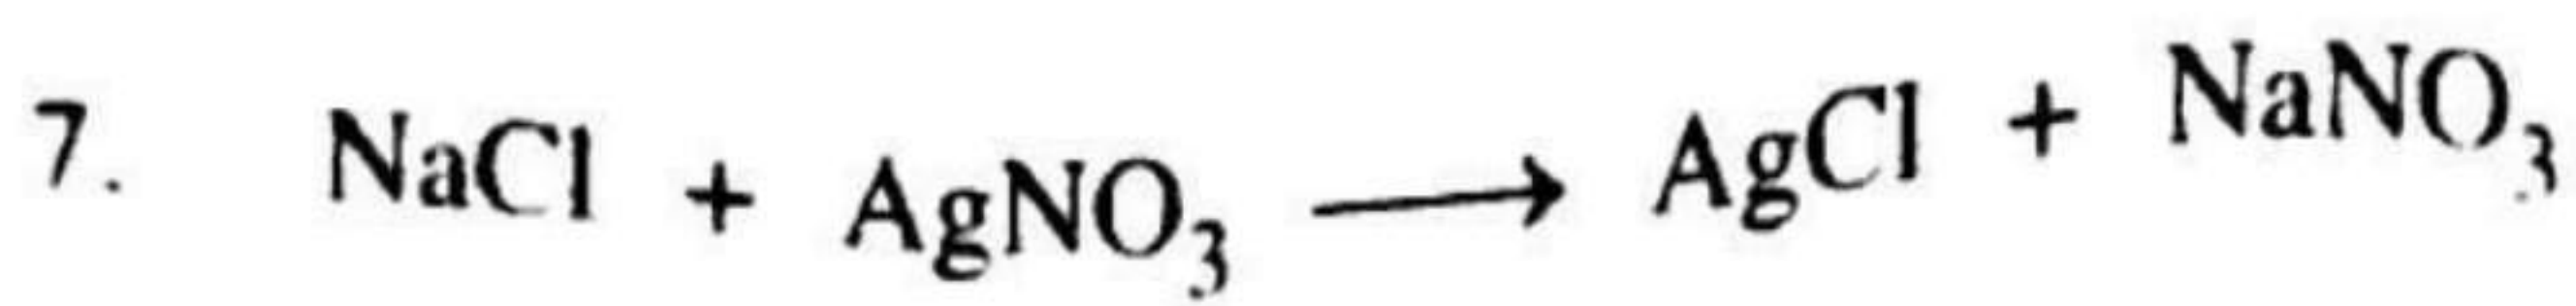 7. NaCl + AgNO₃ ⟶ AgCl + NaNO₃